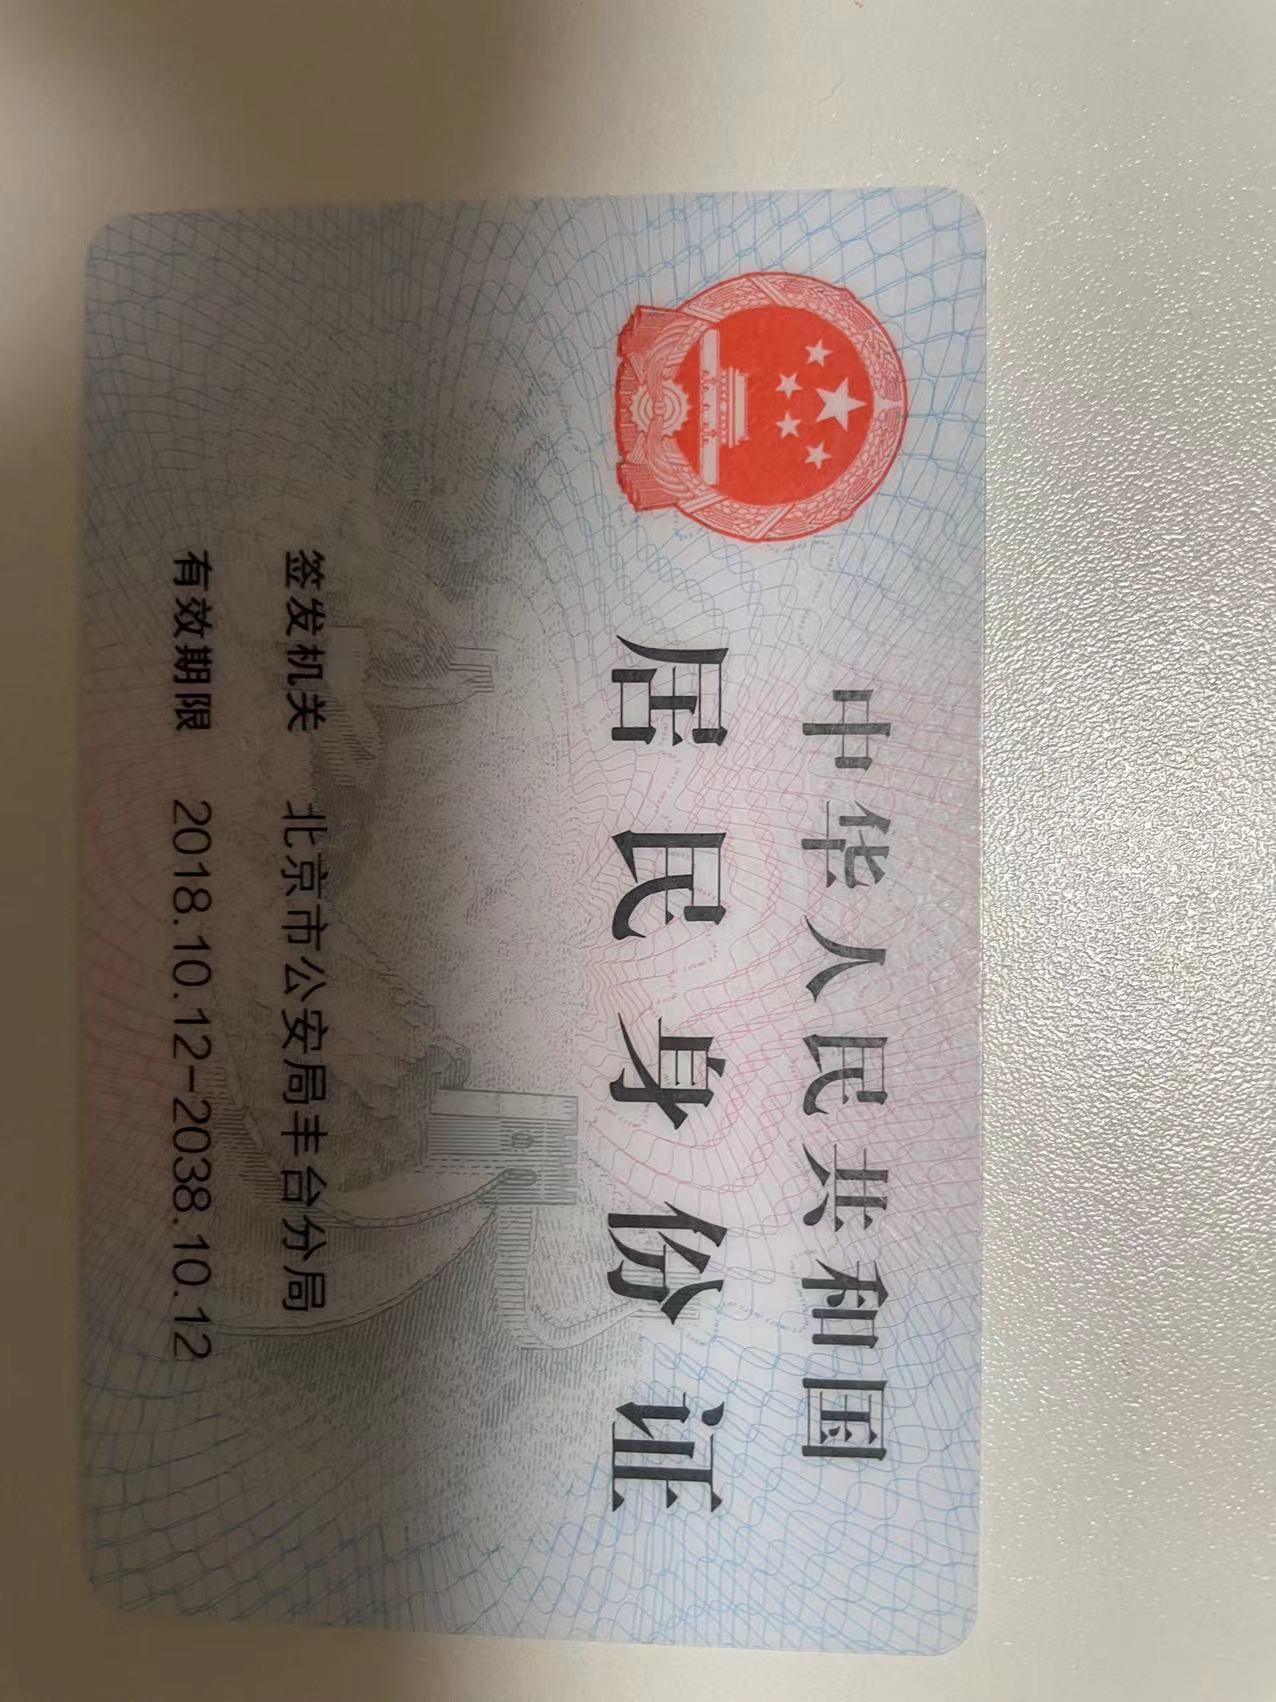 中华人民共和国
居民身份证
签发机关 北京市公安局丰台分局
有效期限 2018.10.12-2038.10.12